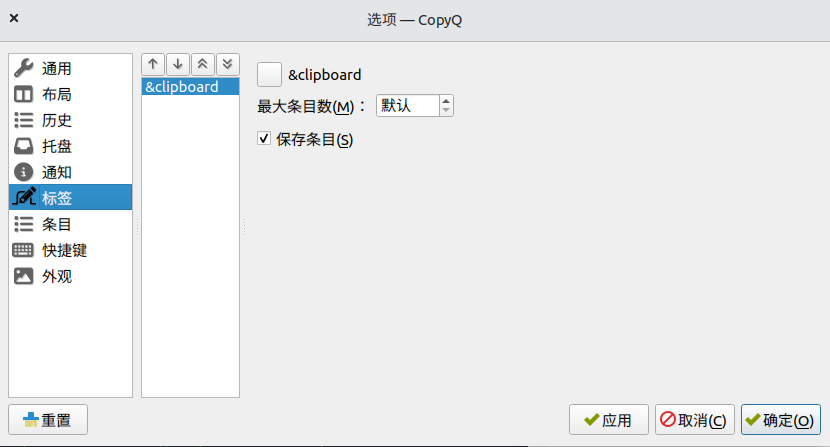 选项 — CopyQ
通用
布局
历史
托盘
通知
标签
条目
快捷键
外观
&clipboard
&clipboard
最大条目数(M)： 默认
保存条目(S)
重置
应用
取消(C)
确定(O)